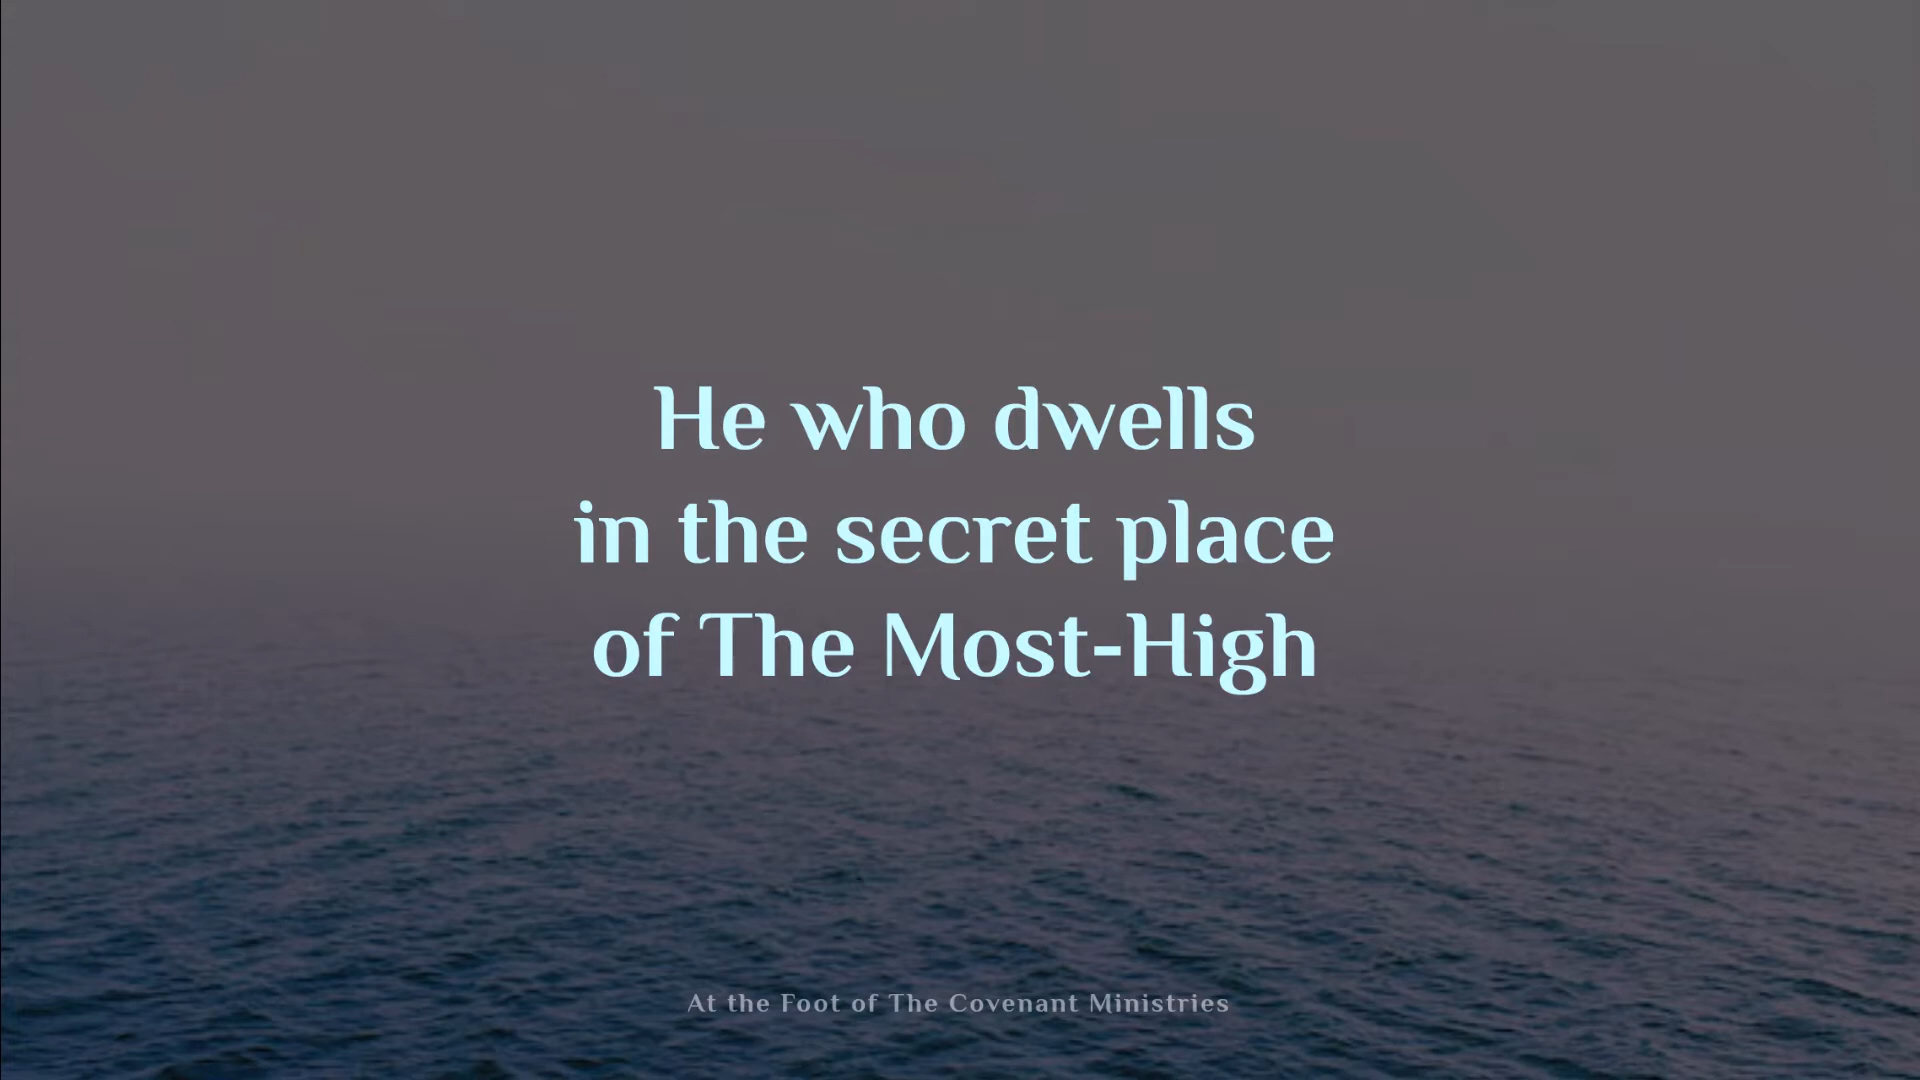 He who dwells
in the secret place
of The Most-High
At the Foot of The Covenant Ministries